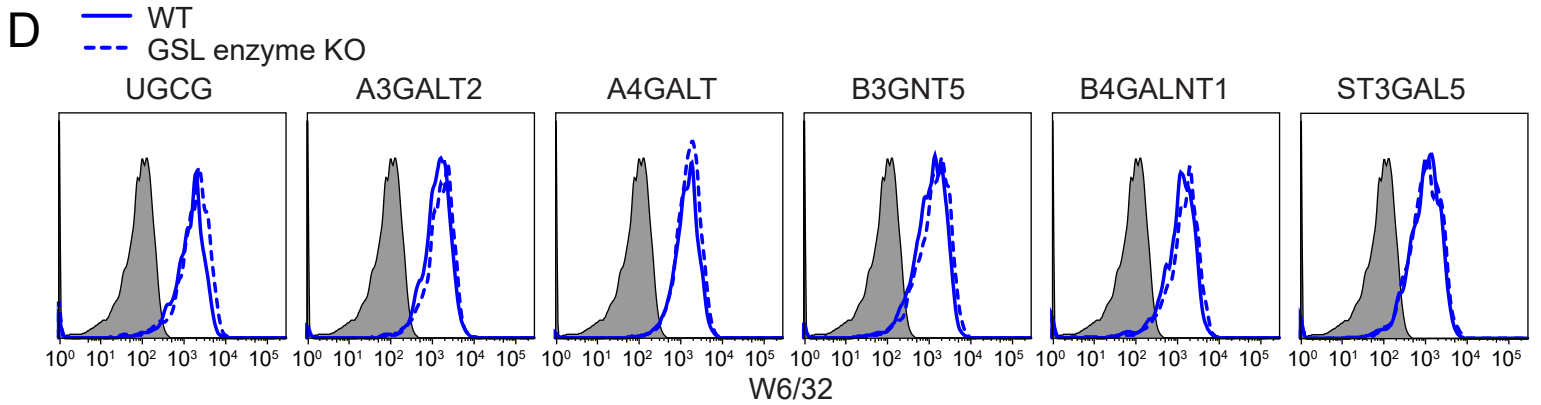 D
WT
GSL enzyme KO
UGCG A3GALT2 A4GALT B3GNT5 B4GALNT1 ST3GAL5
10⁰ 10¹ 10² 10³ 10⁴ 10⁵ 10⁰ 10¹ 10² 10³ 10⁴ 10⁵ 10⁰ 10¹ 10² 10³ 10⁴ 10⁵ 10⁰ 10¹ 10² 10³ 10⁴ 10⁵ 10⁰ 10¹ 10² 10³ 10⁴ 10⁵ 10⁰ 10¹ 10² 10³ 10⁴ 10⁵
W6/32